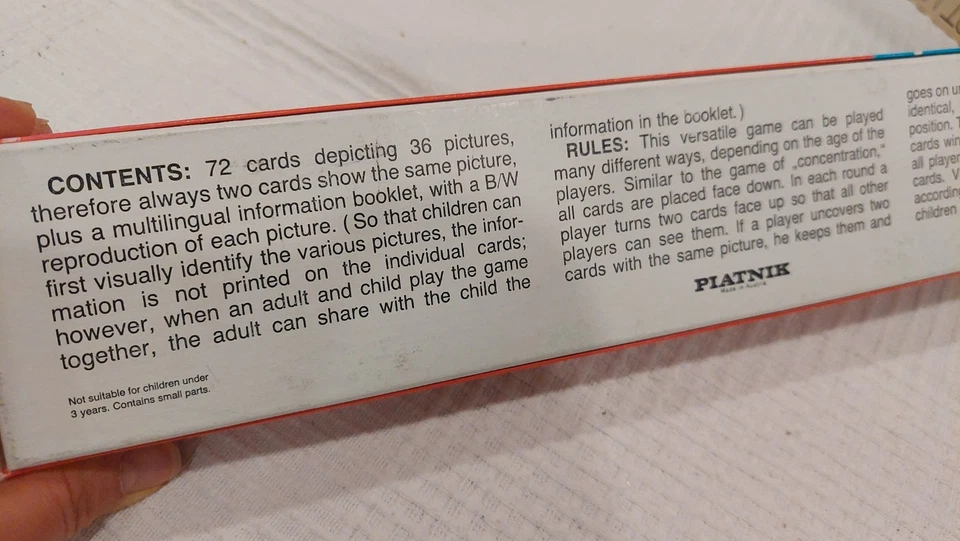 CONTENTS: 72 cards depicting 36 pictures,
therefore always two cards show the same picture,
plus a multilingual information booklet, with a B/W
reproduction of each picture. (So that children can
first visually identify the various pictures, the infor-
mation is not printed on the individual cards;
however, when an adult and child play the game
together, the adult can share with the child the
Not suitable for children under
3 years. Contains small parts.
information in the booklet.)
RULES: This versatile game can be played
many different ways, depending on the age of the
players. Similar to the game of „concentration,“
all cards are placed face down. In each round a
player turns two cards face up so that all other
players can see them. If a player uncovers two
cards with the same picture, he keeps them and
PIATNIK
Made in Austria
goes on
identical,
position.
cards win
all player
cards.
according
children